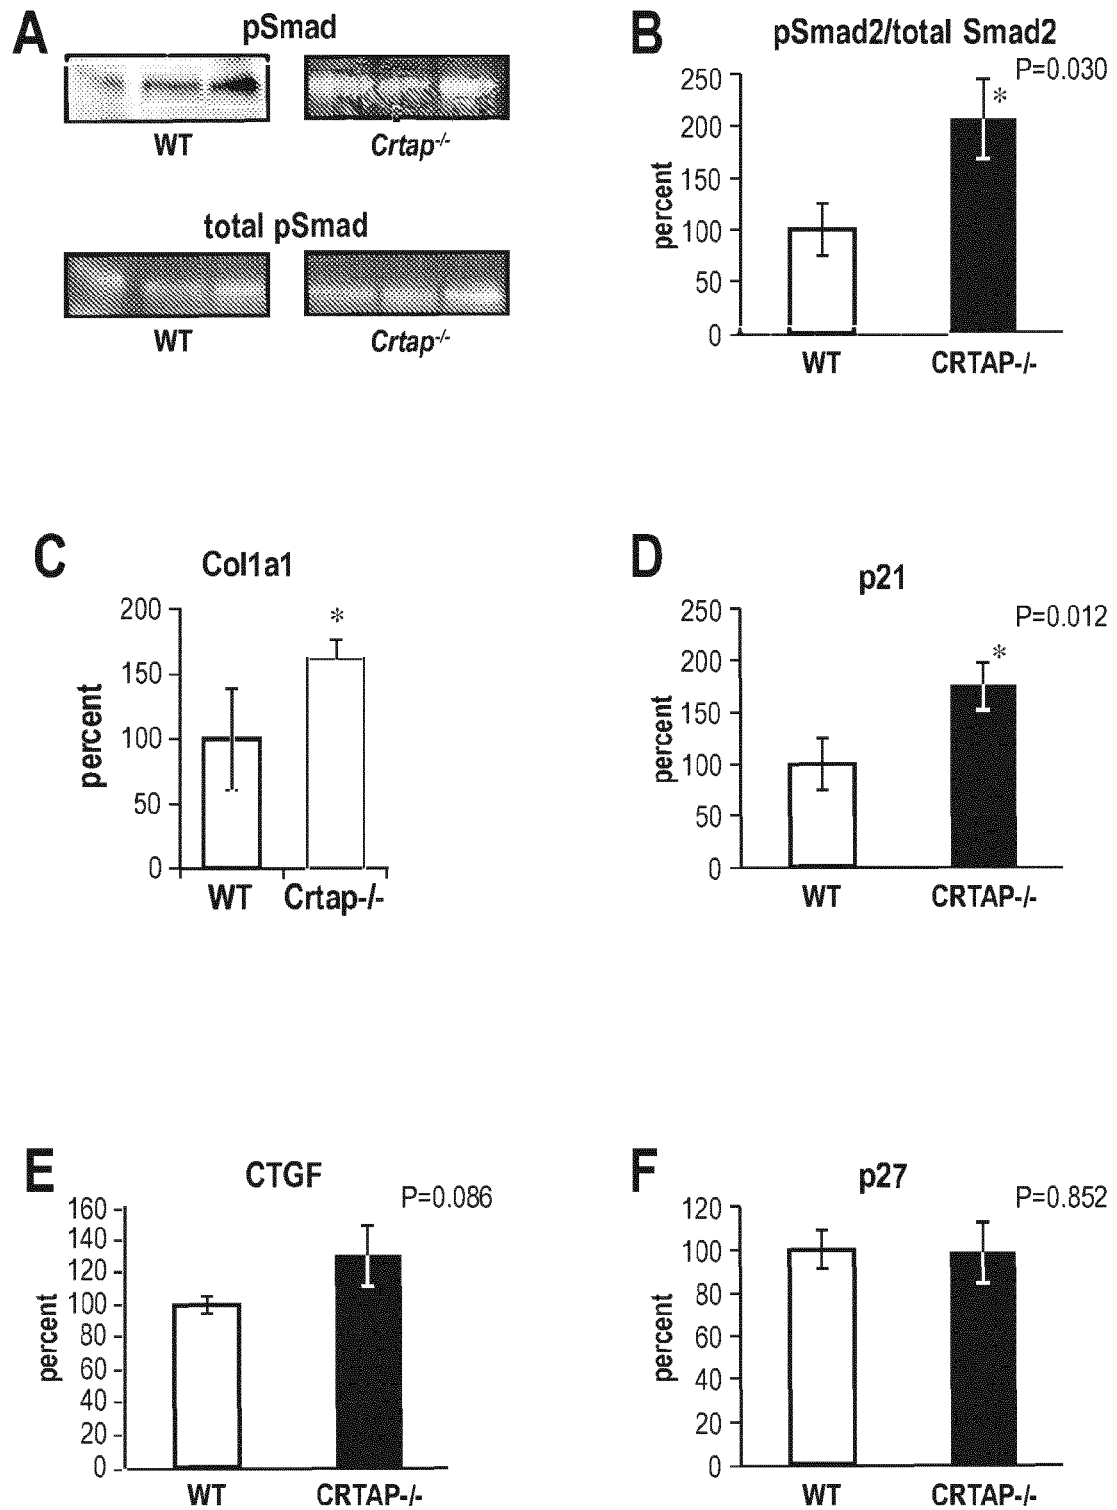 A
pSmad
WT
Crtap-/-
total pSmad
WT
Crtap-/-
B
pSmad2/total Smad2
P=0.030
*
percent
250
200
150
100
50
0
WT
CRTAP-/-
C
Col1a1
*
percent
200
150
100
50
0
WT
Crtap-/-
D
p21
P=0.012
*
percent
250
200
150
100
50
0
WT
CRTAP-/-
E
CTGF
P=0.086
percent
160
140
120
100
80
60
40
20
0
WT
CRTAP-/-
F
p27
P=0.852
percent
120
100
80
60
40
20
0
WT
CRTAP-/-